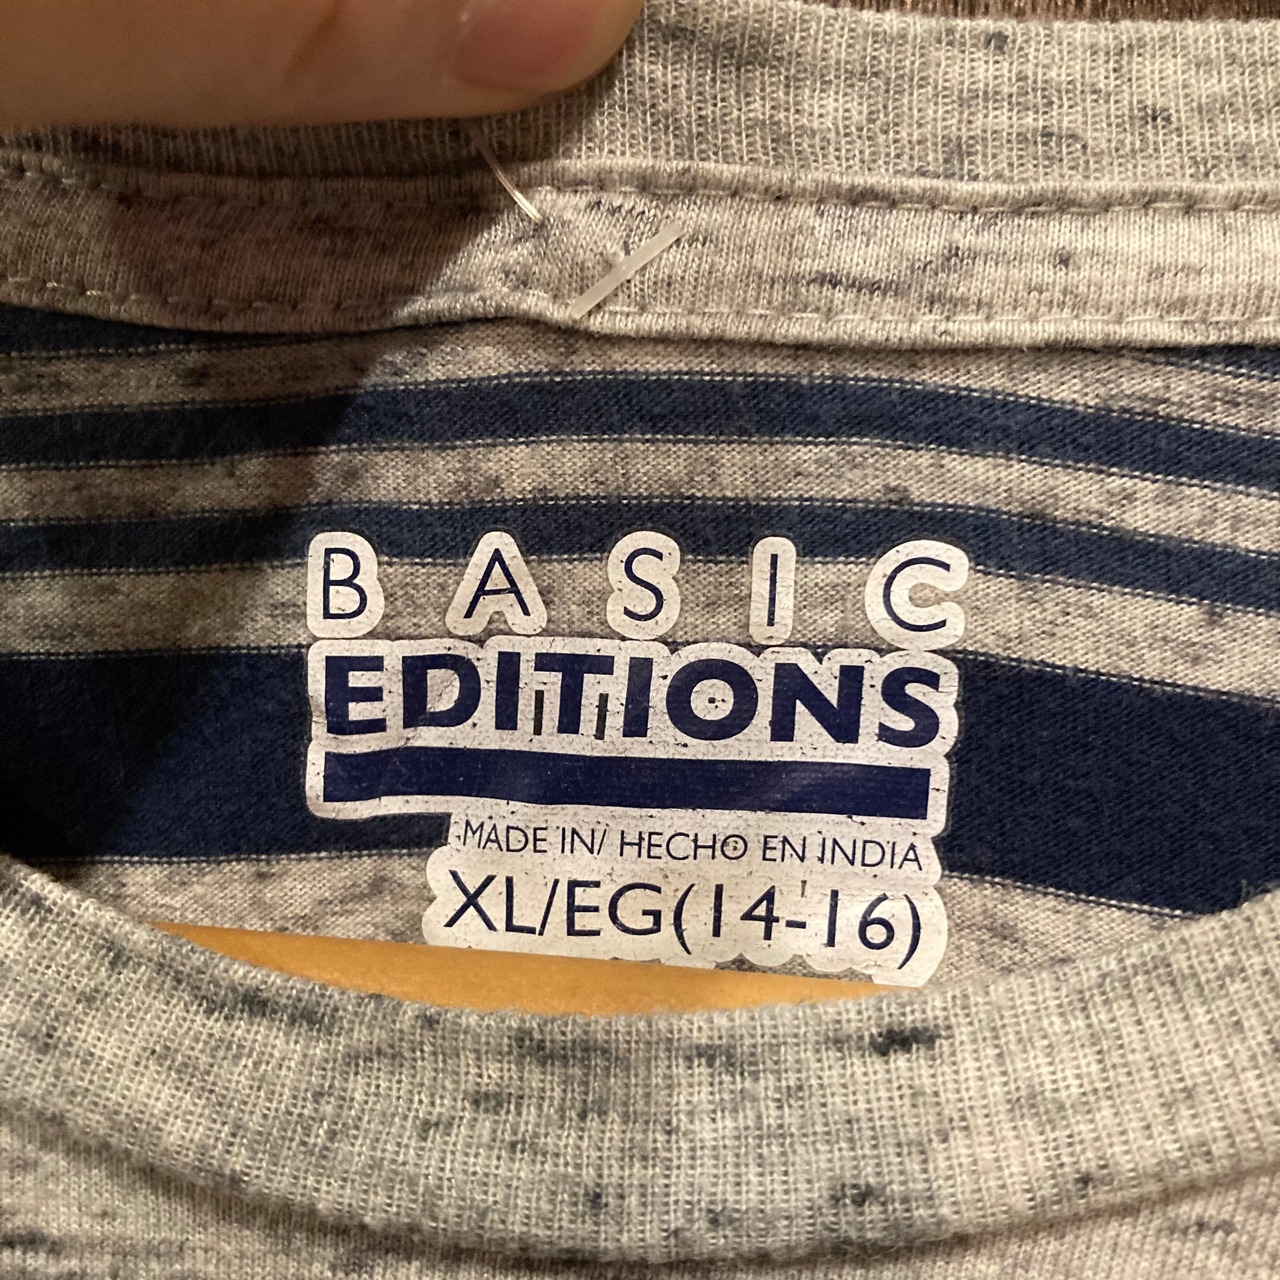 BASIC
EDITIONS
MADE IN/ HECHO EN INDIA
XL/EG(14-16)